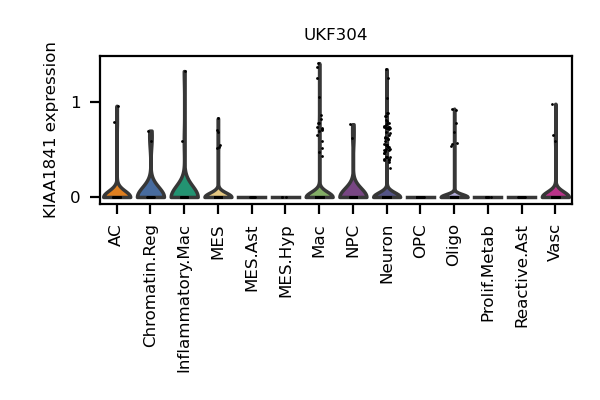 UKF304
KIAA1841 expression
1
0
AC
Chromatin.Reg
Inflammatory.Mac
MES
MES.Ast
MES.Hyp
Mac
NPC
Neuron
OPC
Oligo
Prolif.Metab
Reactive.Ast
Vasc